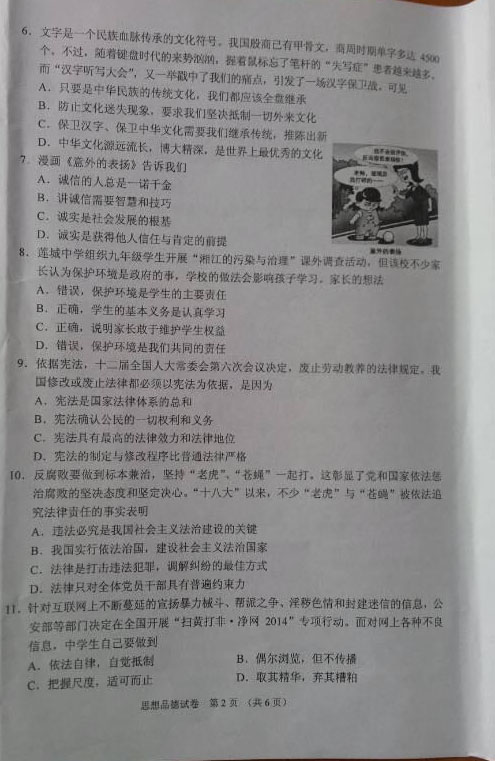 6. 文字是一个民族血脉传承的文化符号。我国殷商已有甲骨文，商周时期单字多达 4500
个。不过，随着键盘时代的来势汹汹，握着鼠标忘了笔杆的“失写症”患者越来越多。
而“汉字听写大会”，又一举戳中了我们的痛点，引发了一场汉字保卫战。可见
A. 只要是中华民族的传统文化，我们都应该全盘继承
B. 防止文化迷失现象，要求我们坚决抵制一切外来文化
C. 保卫汉字、保卫中华文化需要我们继承传统，推陈出新
D. 中华文化源远流长，博大精深，是世界上最优秀的文化
7. 漫画《意外的表扬》告诉我们
A. 诚信的人总是一诺千金
B. 讲诚信需要智慧和技巧
C. 诚实是社会发展的根基
D. 诚实是获得他人信任与肯定的前提
意外的表扬
8. 莲城中学组织九年级学生开展“湘江的污染与治理”课外调查活动，但该校不少家
长认为保护环境是政府的事，学校的做法会影响孩子学习。家长的想法
A. 错误，保护环境是学生的主要责任
B. 正确，学生的基本义务是认真学习
C. 正确，说明家长敢于维护学生权益
D. 错误，保护环境是我们共同的责任
9. 依据宪法，十二届全国人大常委会第六次会议决定，废止劳动教养的法律规定。我
国修改或废止法律都必须以宪法为依据，是因为
A. 宪法是国家法律体系的总和
B. 宪法确认公民的一切权利和义务
C. 宪法具有最高的法律效力和法律地位
D. 宪法的制定与修改程序比普通法律严格
10. 反腐败要做到标本兼治，坚持“老虎”、“苍蝇”一起打。这彰显了党和国家依法惩
治腐败的坚决态度和坚定决心。“十八大”以来，不少“老虎”与“苍蝇”被依法追
究法律责任的事实表明
A. 违法必究是我国社会主义法治建设的关键
B. 我国实行依法治国，建设社会主义法治国家
C. 法律是打击违法犯罪，调解纠纷的最佳方式
D. 法律只对全体党员干部具有普遍约束力
11. 针对互联网上不断蔓延的宣扬暴力械斗、帮派之争、淫秽色情和封建迷信的信息，公
安部等部门决定在全国开展“扫黄打非·净网 2014”专项行动。面对网上各种不良
信息，中学生自己要做到
A. 依法自律，自觉抵制 B. 偶尔浏览，但不传播
C. 把握尺度，适可而止 D. 取其精华，弃其糟粕
思想品德试卷 第 2 页 （共 6 页）